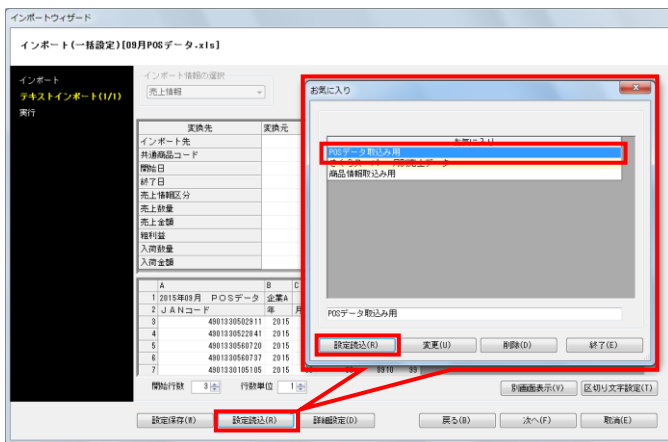 インポートウィザード
インポート(一括設定)[09月POSデータ.xls]
インポート
テキストインポート(1/1)
実行
インポート情報の選択
売上情報
変換先 変換元
インポート先
共通商品コード
開始日
終了日
売上情報区分
売上数量
売上金額
粗利益
入荷数量
入荷金額
A B C
1 2015年09月 POSデータ 企業A
2 JANコード 年 月
3 4901330502811 2015
4 4901330522841 2015
5 4901330560720 2015
6 4901330560737 2015
7 4901330105105 2015
開始行数 3 行数単位 1
別画面表示(V) 区切り文字設定(T)
設定保存(W) 設定読込(R) 詳細設定(D) 戻る(B) 次へ(F) 取消(E)
お気に入り
お気に入り
POSデータ取込み用
商品情報取込み用
POSデータ取込み用
設定読込(R) 変更(U) 削除(D) 終了(E)